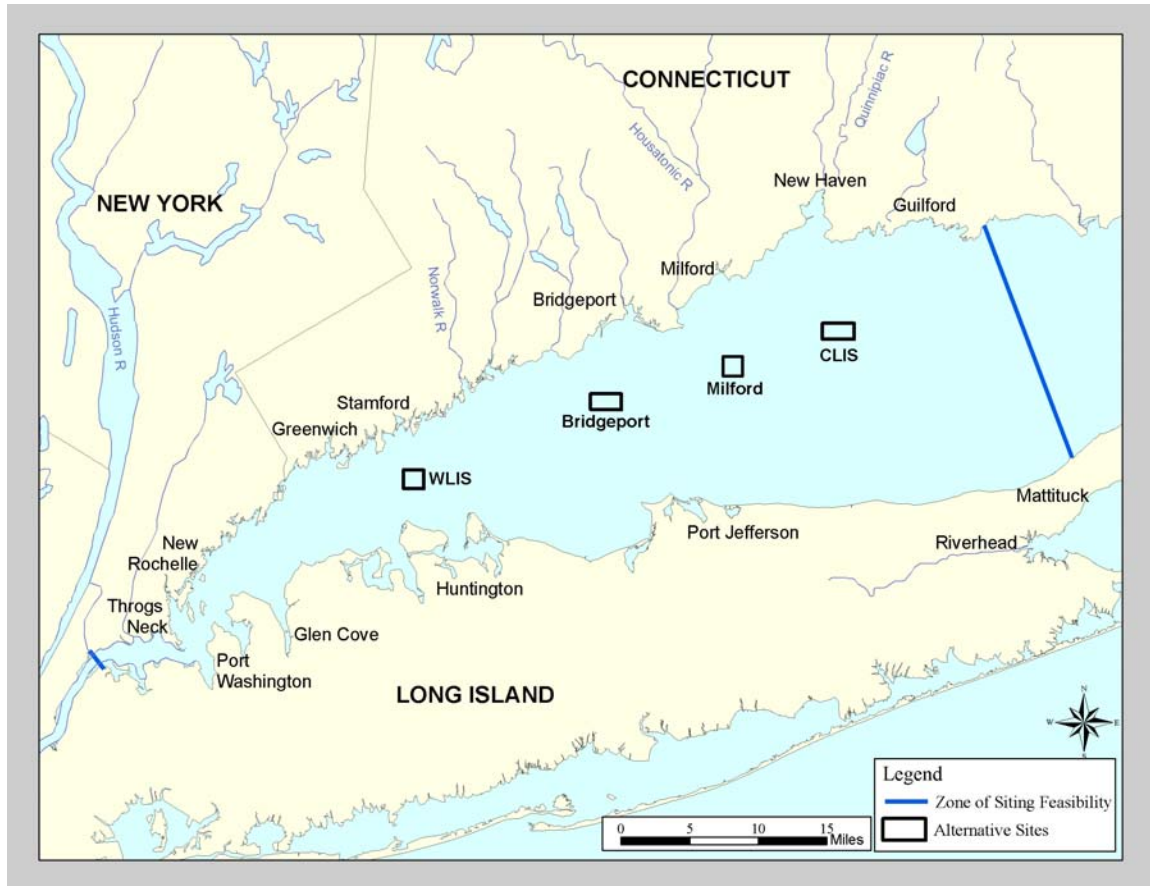 CONNECTICUT
Quinnipiac R
Housatonic R
New Haven
NEW YORK
Guilford
Milford
Norwalk R
Bridgeport
Hudson R
CLIS
Milford
Stamford
Bridgeport
Greenwich
WLIS
Mattituck
New
Rochelle
Port Jefferson
Riverhead
Huntington
Throgs
Neck
Glen Cove
Port
Washington
LONG ISLAND
N
W
E
S
Legend
Zone of Siting Feasibility
Alternative Sites
0 5 10 15
Miles